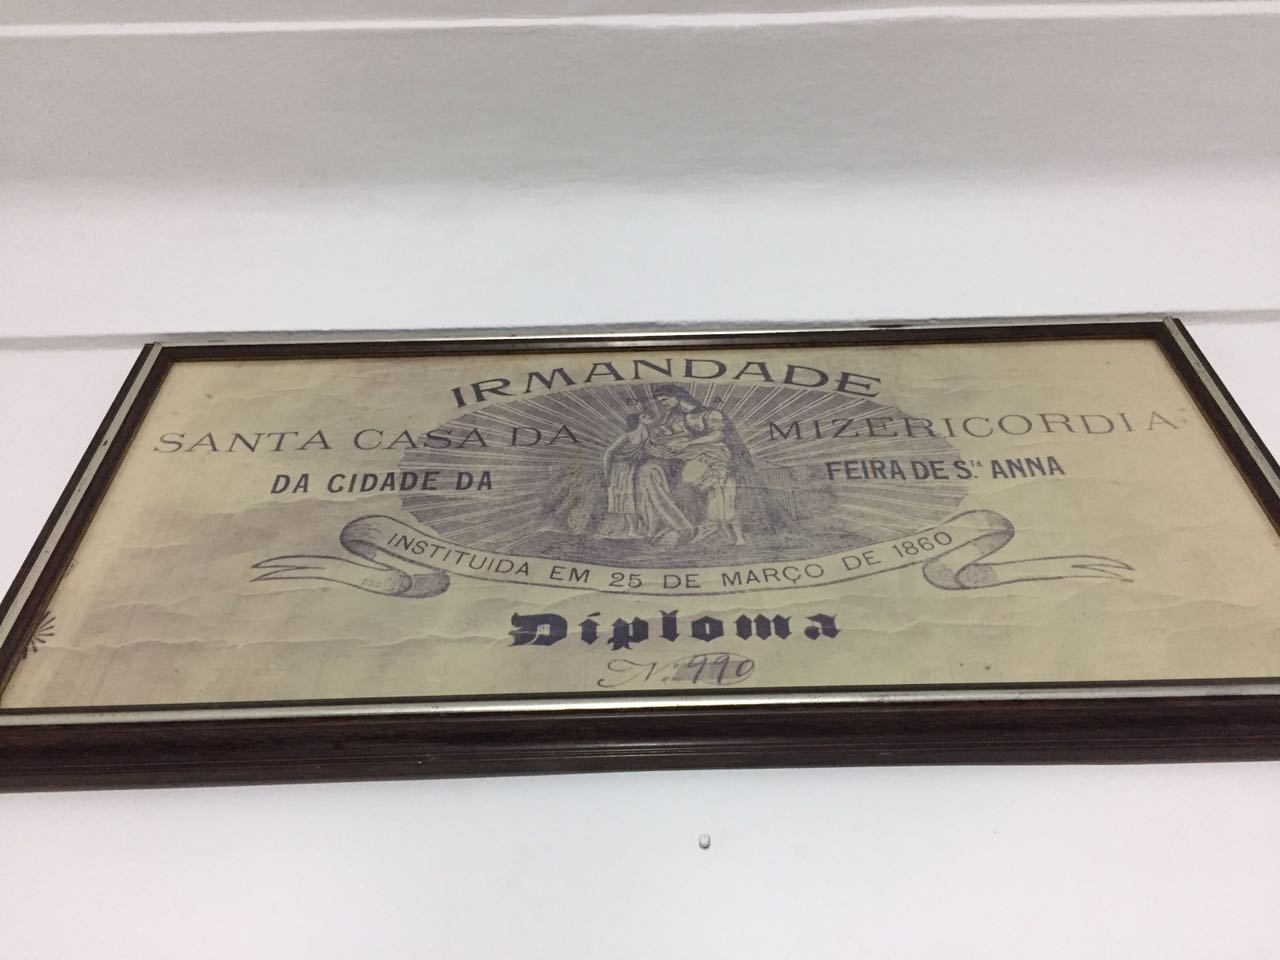 IRMANDADE
SANTA CASA DA MIZERICORDIA
DA CIDADE DA FEIRA DE S.TA ANNA
INSTITUIDA EM 25 DE MARÇO DE 1860
Diploma
N.º 990